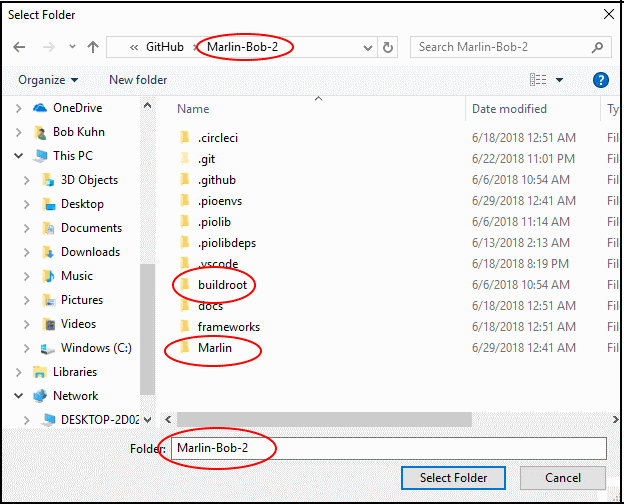 Select Folder
« GitHub > Marlin-Bob-2
Search Marlin-Bob-2
Organize New folder
?
Name Date modified Ty
OneDrive
Bob Kuhn
This PC
3D Objects
Desktop
Documents
Downloads
Music
Pictures
Videos
Windows (C:)
Libraries
Network
DESKTOP-2D02
.circleci 6/18/2018 12:51 AM Fil
.git 6/22/2018 11:01 PM Fil
.github 6/6/2018 10:54 AM Fil
.pioenvs 6/29/2018 12:41 AM Fil
.piolib 6/6/2018 11:14 AM Fil
.piolibdeps 6/13/2018 2:13 AM Fil
.vscode 6/18/2018 8:19 PM Fil
buildroot 6/6/2018 10:54 AM Fil
docs 6/18/2018 12:51 AM Fil
frameworks 6/18/2018 12:51 AM Fil
Marlin 6/29/2018 12:41 AM Fil
Folder: Marlin-Bob-2
Select Folder Cancel